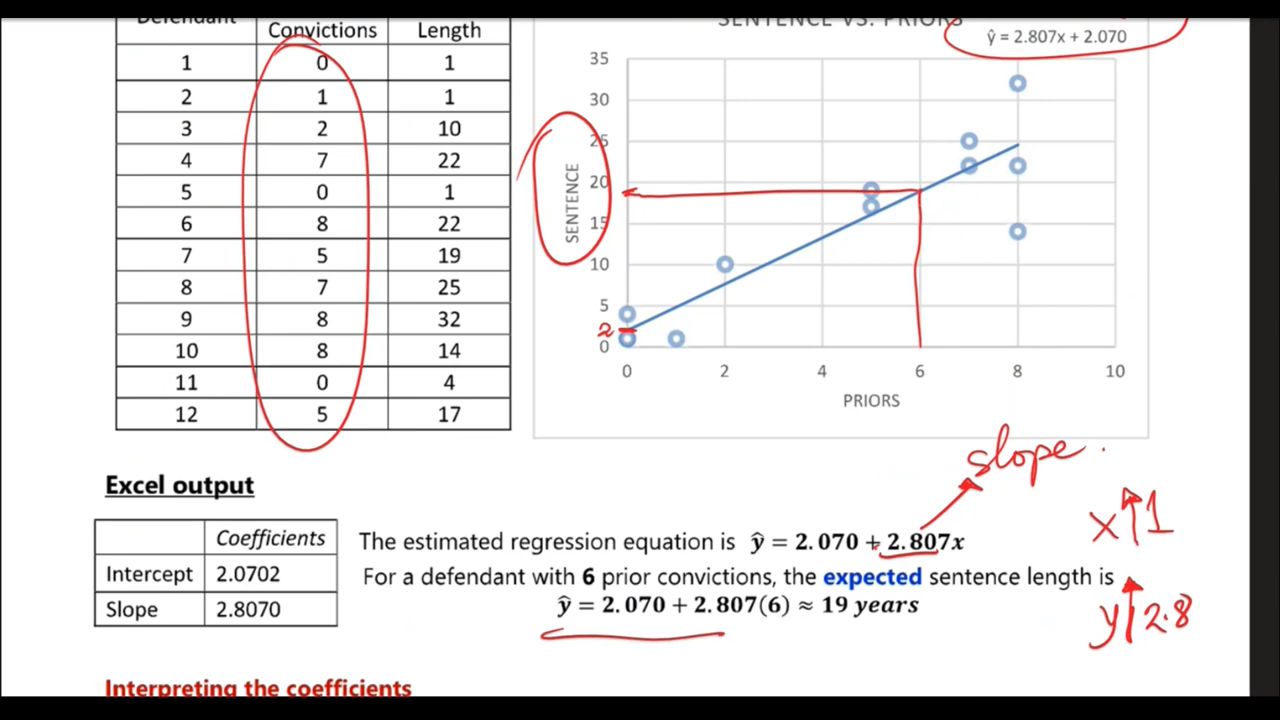 Defendant Convictions Length
1 0 1
2 1 1
3 2 10
4 7 22
5 0 1
6 8 22
7 5 19
8 7 25
9 8 32
10 8 14
11 0 4
12 5 17
SENTENCE VS. PRIORS
ŷ = 2.807x + 2.070
35
30
25
20
15
10
5
0
2
SENTENCE
0 2 4 6 8 10
PRIORS
slope.
Excel output
Coefficients
Intercept 2.0702
Slope 2.8070
The estimated regression equation is ŷ = 2.070 + 2.807x
For a defendant with 6 prior convictions, the expected sentence length is
ŷ = 2.070 + 2.807(6) ≈ 19 years
x↑1
y↑2.8
Interpreting the coefficients